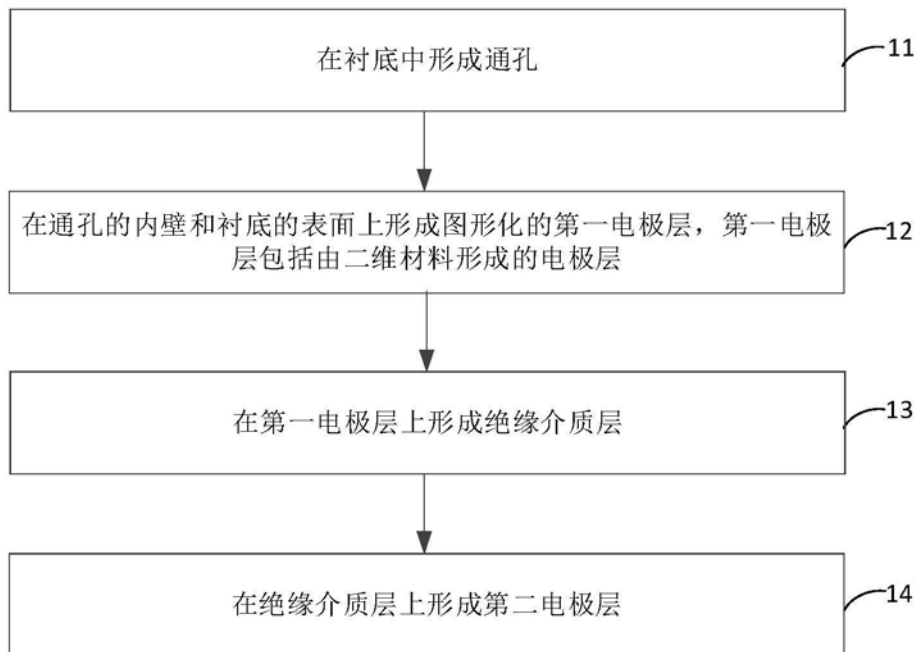 在衬底中形成通孔
11
在通孔的内壁和衬底的表面上形成图形化的第一电极层，第一电极
层包括由二维材料形成的电极层
12
在第一电极层上形成绝缘介质层
13
在绝缘介质层上形成第二电极层
14